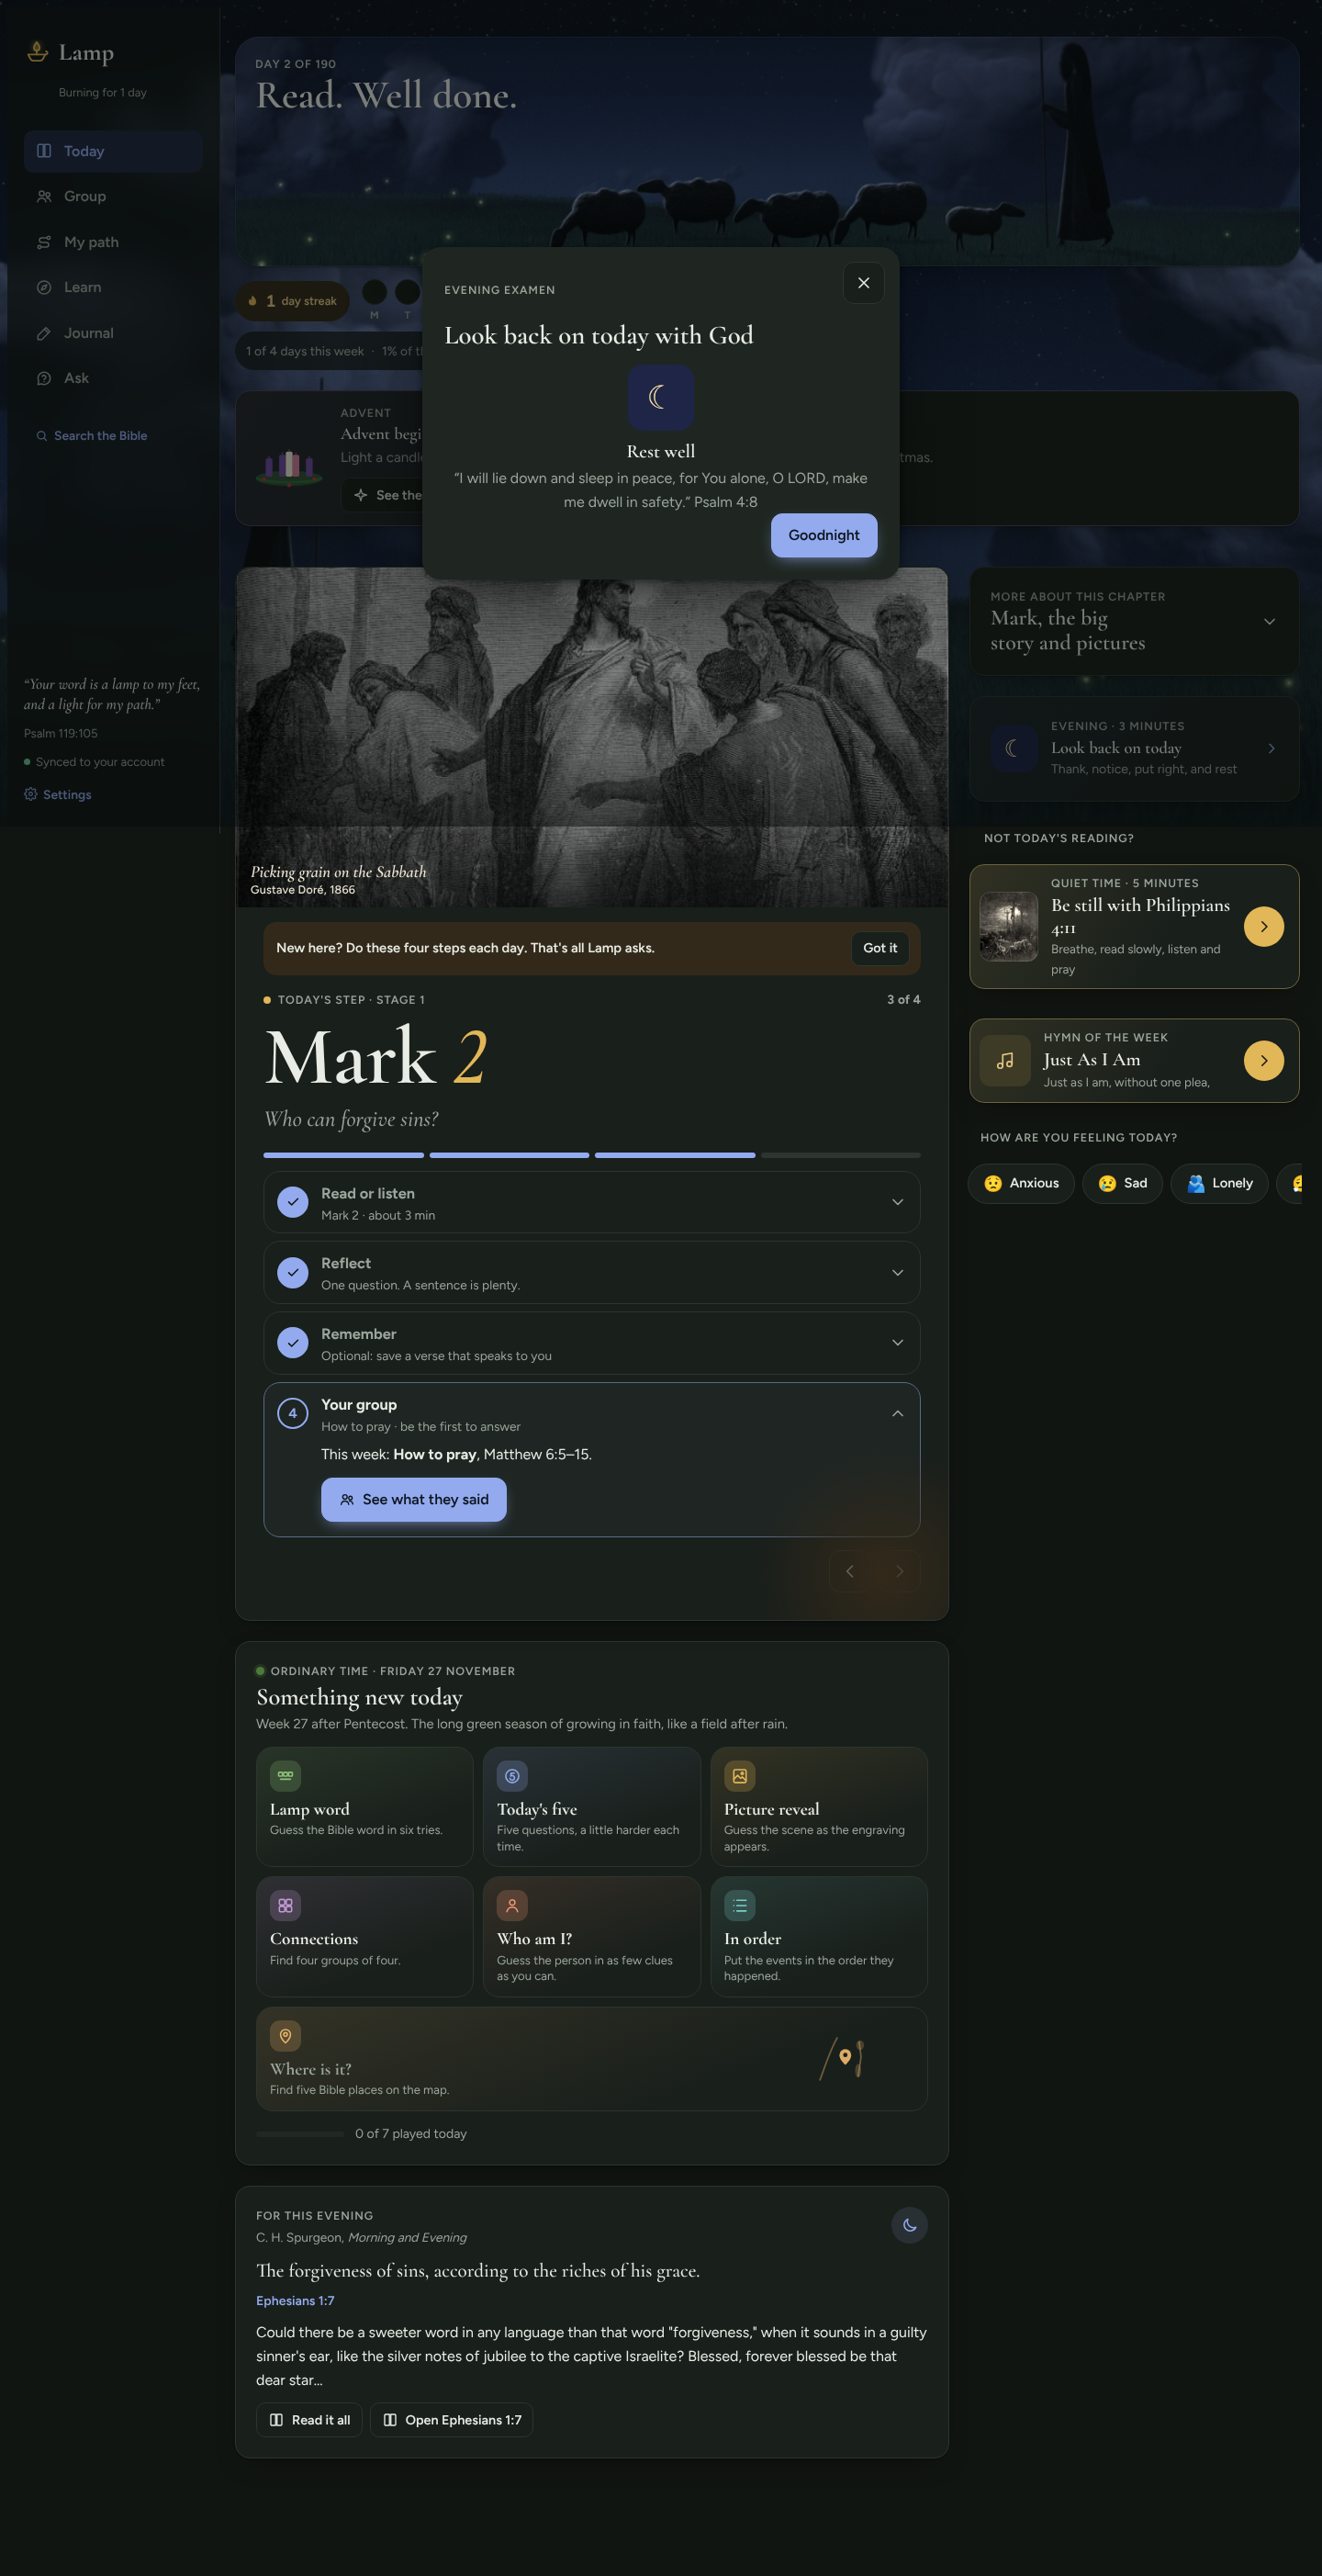 Lamp
Burning for 1 day
Today
Group
My path
Learn
Journal
Ask
Search the Bible
“Your word is a lamp to my feet,
and a light for my path.”
Psalm 119:105
Synced to your account
Settings
DAY 2 OF 190
Read. Well done.
1 day streak
M
T
1 of 4 days this week · 1% of
ADVENT
Advent
Light a
See the
EVENING EXAMEN
Look back on today with God
Rest well
“I will lie down and sleep in peace, for You alone, O LORD, make
me dwell in safety.” Psalm 4:8
Goodnight
Picking grain on the Sabbath
Gustave Doré, 1866
New here? Do these four steps each day. That's all Lamp asks.
Got it
TODAY'S STEP · STAGE 1
3 of 4
Mark 2
Who can forgive sins?
Read or listen
Mark 2 · about 3 min
Reflect
One question. A sentence is plenty.
Remember
Optional: save a verse that speaks to you
4
Your group
How to pray · be the first to answer
This week: How to pray, Matthew 6:5–15.
See what they said
MORE ABOUT THIS CHAPTER
Mark, the big
story and pictures
EVENING · 3 MINUTES
Look back on today
Thank, notice, put right, and rest
NOT TODAY'S READING?
QUIET TIME · 5 MINUTES
Be still with Philippians
4:11
Breathe, read slowly, listen and
pray
HYMN OF THE WEEK
Just As I Am
Just as I am, without one plea,
HOW ARE YOU FEELING TODAY?
Anxious
Sad
Lonely
ORDINARY TIME · FRIDAY 27 NOVEMBER
Something new today
Week 27 after Pentecost. The long green season of growing in faith, like a field after rain.
Lamp word
Guess the Bible word in six tries.
5
Today's five
Five questions, a little harder each
time.
Picture reveal
Guess the scene as the engraving
appears.
Connections
Find four groups of four.
Who am I?
Guess the person in as few clues
as you can.
In order
Put the events in the order they
happened.
Where is it?
Find five Bible places on the map.
0 of 7 played today
FOR THIS EVENING
C. H. Spurgeon, Morning and Evening
The forgiveness of sins, according to the riches of his grace.
Ephesians 1:7
Could there be a sweeter word in any language than that word "forgiveness," when it sounds in a guilty
sinner's ear, like the silver notes of jubilee to the captive Israelite? Blessed, forever blessed be that
dear star…
Read it all
Open Ephesians 1:7